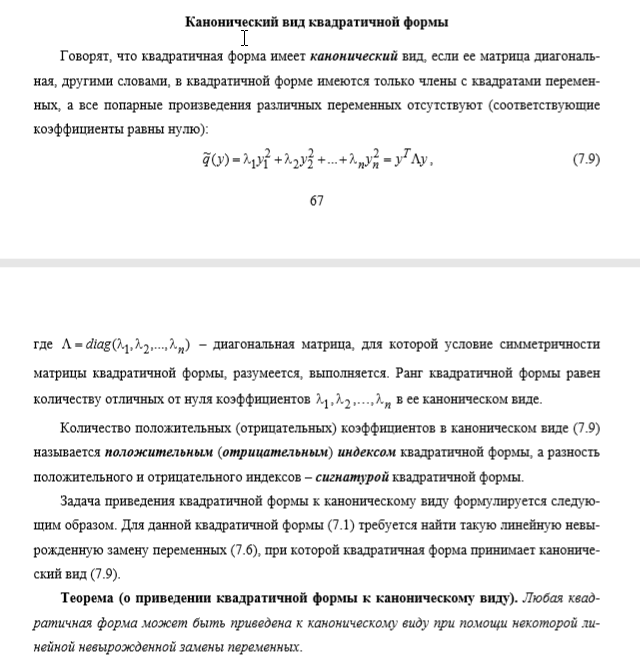 Канонический вид квадратичной формы
Говорят, что квадратичная форма имеет канонический вид, если ее матрица диагональ-
ная, другими словами, в квадратичной форме имеются только члены с квадратами перемен-
ных, а все попарные произведения различных переменных отсутствуют (соответствующие
коэффициенты равны нулю):
q̃(y) = λ₁y₁² + λ₂y₂² + ... + λₙyₙ² = yᵀΛy, (7.9)
67
где Λ = diag(λ₁, λ₂, ..., λₙ) – диагональная матрица, для которой условие симметричности
матрицы квадратичной формы, разумеется, выполняется. Ранг квадратичной формы равен
количеству отличных от нуля коэффициентов λ₁, λ₂, …, λₙ в ее каноническом виде.
Количество положительных (отрицательных) коэффициентов в каноническом виде (7.9)
называется положительным (отрицательным) индексом квадратичной формы, а разность
положительного и отрицательного индексов – сигнатурой квадратичной формы.
Задача приведения квадратичной формы к каноническому виду формулируется следую-
щим образом. Для данной квадратичной формы (7.1) требуется найти такую линейную невы-
рожденную замену переменных (7.6), при которой квадратичная форма принимает канониче-
ский вид (7.9).
Теорема (о приведении квадратичной формы к каноническому виду). Любая квад-
ратичная форма может быть приведена к каноническому виду при помощи некоторой ли-
нейной невырожденной замены переменных.